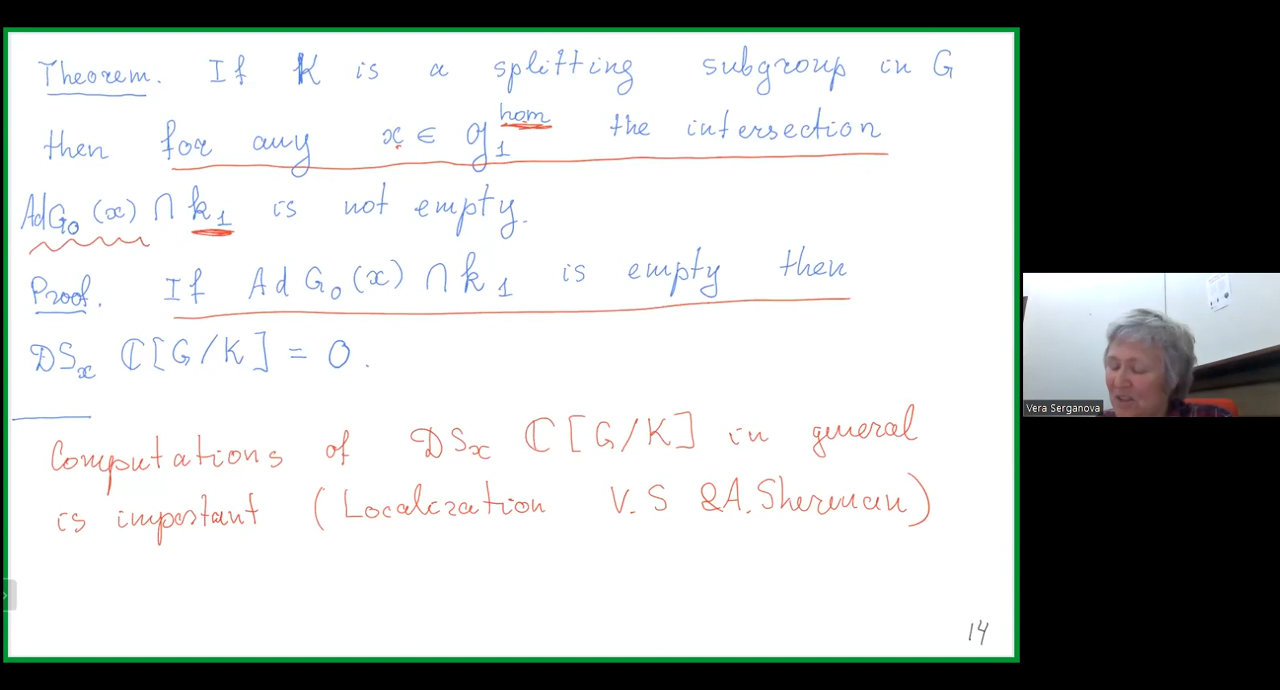 Theorem. If K is a splitting subgroup in G
then for any x ∈ g₁ʰᵒᵐ the intersection
Ad G₀ (x) ∩ k₁ is not empty.
Proof. If Ad G₀ (x) ∩ k₁ is empty then
DSₓ ℂ[G/K] = 0.
Computations of DSₓ ℂ[G/K] in general
is important (Localization V.S & A. Sherman)
14
Vera Serganova